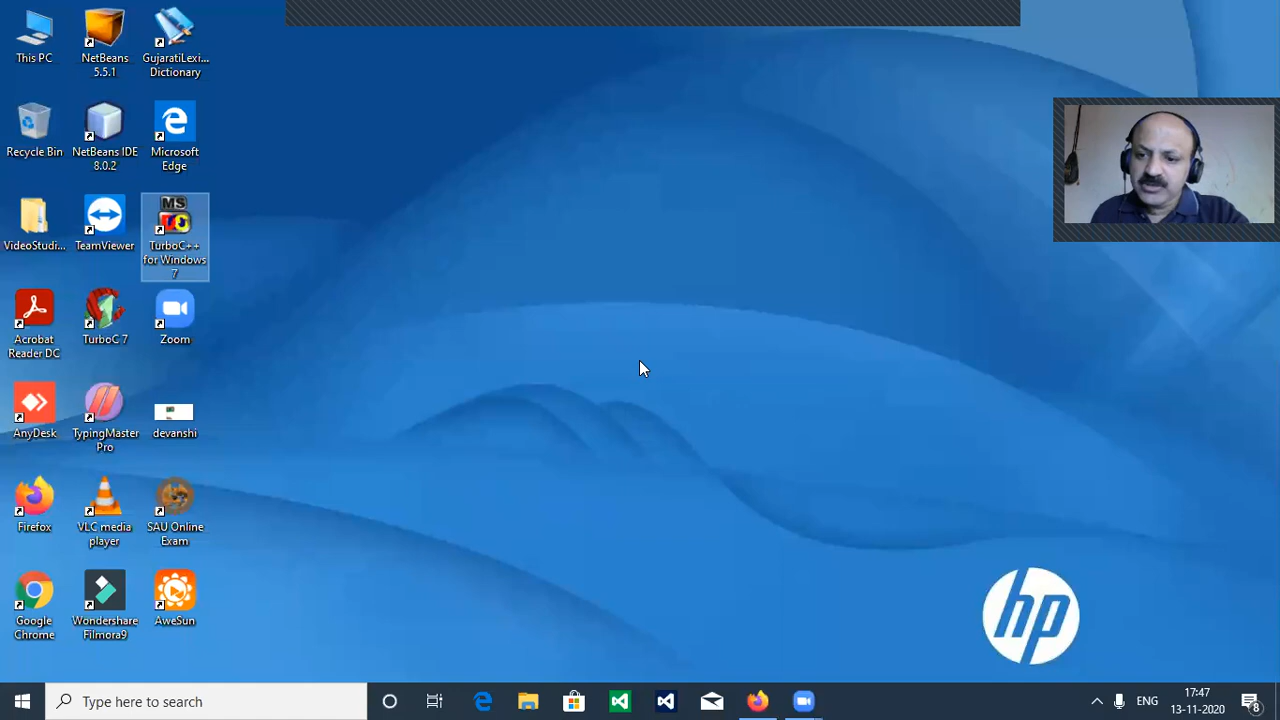 This PC
NetBeans
5.5.1
GujaratiLexi...
Dictionary
Recycle Bin
NetBeans IDE
8.0.2
Microsoft
Edge
VideoStudi...
TeamViewer
MS
TurboC++
for Windows
7
Acrobat
Reader DC
TurboC 7
Zoom
AnyDesk
TypingMaster
Pro
devanshi
Firefox
VLC media
player
SAU Online
Exam
Google
Chrome
Wondershare
Filmora9
AweSun
hp
Type here to search
ENG
17:47
13-11-2020
8